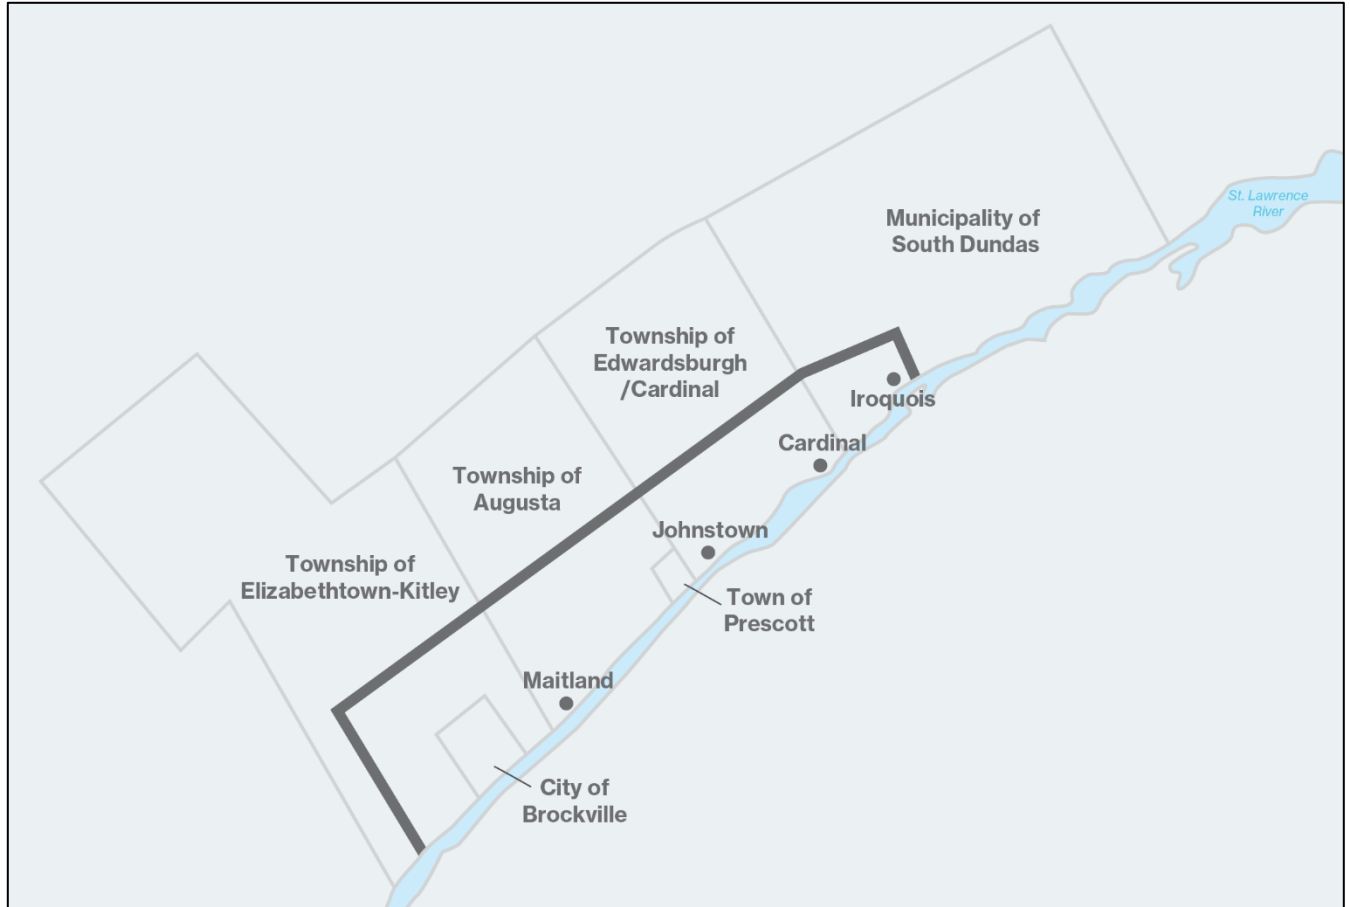 St. Lawrence
River
Municipality of
South Dundas
Township of
Edwardsburgh
/Cardinal
Iroquois
Cardinal
Township of
Augusta
Johnstown
Township of
Elizabethtown-Kitley
Town of
Prescott
Maitland
City of
Brockville